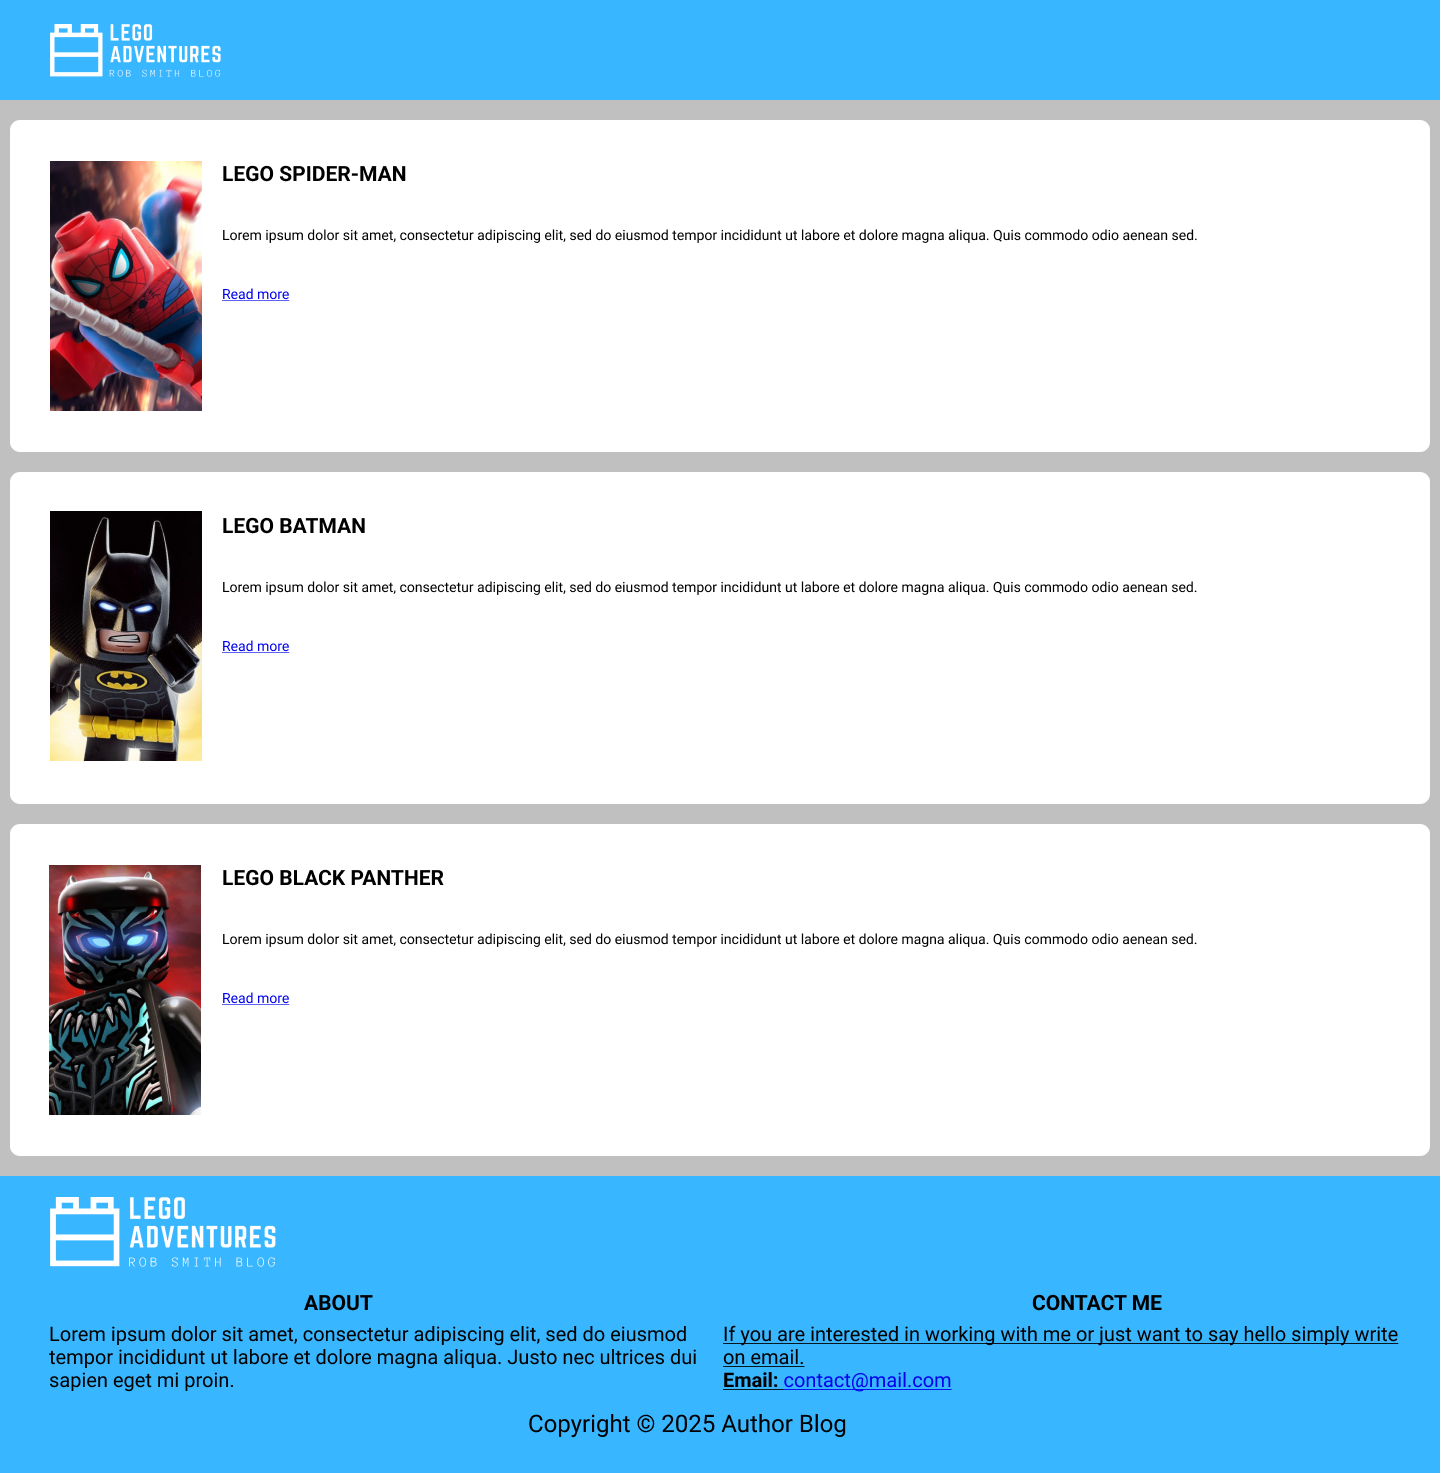 LEGO
ADVENTURES
ROB SMITH BLOG
LEGO SPIDER-MAN
Lorem ipsum dolor sit amet, consectetur adipiscing elit, sed do eiusmod tempor incididunt ut labore et dolore magna aliqua. Quis commodo odio aenean sed.
Read more
LEGO BATMAN
Lorem ipsum dolor sit amet, consectetur adipiscing elit, sed do eiusmod tempor incididunt ut labore et dolore magna aliqua. Quis commodo odio aenean sed.
Read more
LEGO BLACK PANTHER
Lorem ipsum dolor sit amet, consectetur adipiscing elit, sed do eiusmod tempor incididunt ut labore et dolore magna aliqua. Quis commodo odio aenean sed.
Read more
LEGO
ADVENTURES
ROB SMITH BLOG
ABOUT
Lorem ipsum dolor sit amet, consectetur adipiscing elit, sed do eiusmod
tempor incididunt ut labore et dolore magna aliqua. Justo nec ultrices dui
sapien eget mi proin.
CONTACT ME
If you are interested in working with me or just want to say hello simply write
on email.
Email: contact@mail.com
Copyright © 2025 Author Blog